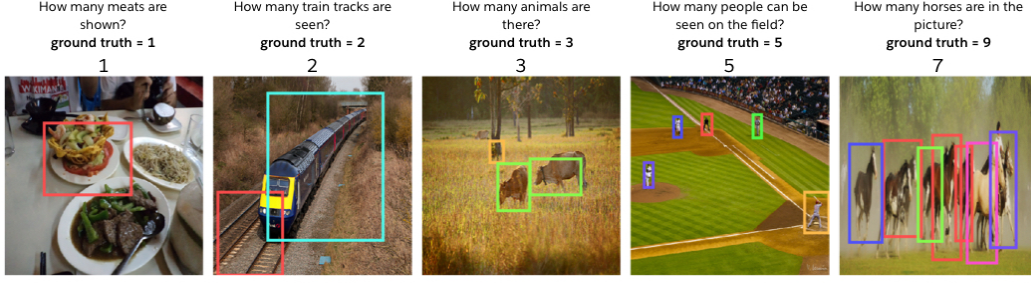 How many meats are
shown?
ground truth = 1
1
How many train tracks are
seen?
ground truth = 2
2
How many animals are
there?
ground truth = 3
3
How many people can be
seen on the field?
ground truth = 5
5
How many horses are in the
picture?
ground truth = 9
7
WIKIMAN'S